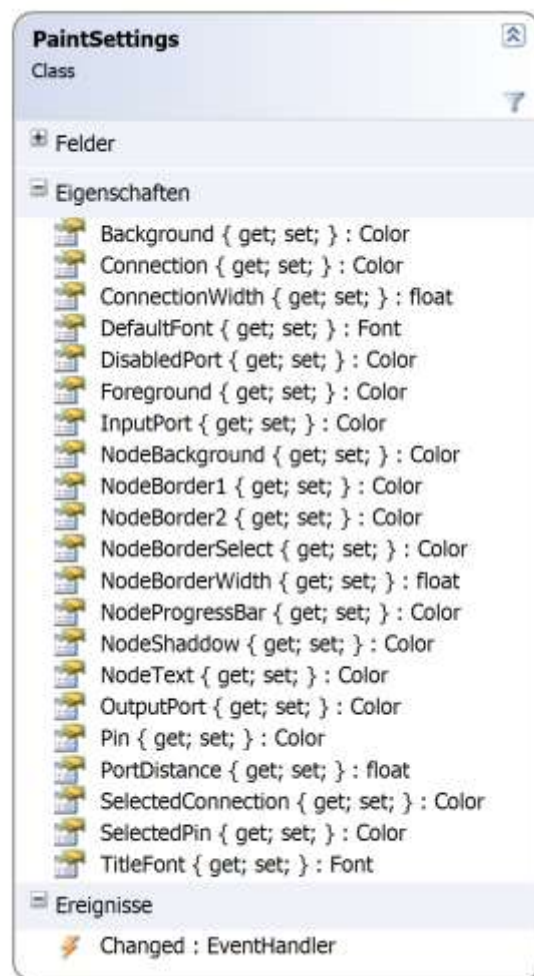 PaintSettings
Class
Felder
Eigenschaften
Background { get; set; } : Color
Connection { get; set; } : Color
ConnectionWidth { get; set; } : float
DefaultFont { get; set; } : Font
DisabledPort { get; set; } : Color
Foreground { get; set; } : Color
InputPort { get; set; } : Color
NodeBackground { get; set; } : Color
NodeBorder1 { get; set; } : Color
NodeBorder2 { get; set; } : Color
NodeBorderSelect { get; set; } : Color
NodeBorderWidth { get; set; } : float
NodeProgressBar { get; set; } : Color
NodeShaddow { get; set; } : Color
NodeText { get; set; } : Color
OutputPort { get; set; } : Color
Pin { get; set; } : Color
PortDistance { get; set; } : float
SelectedConnection { get; set; } : Color
SelectedPin { get; set; } : Color
TitleFont { get; set; } : Font
Ereignisse
Changed : EventHandler